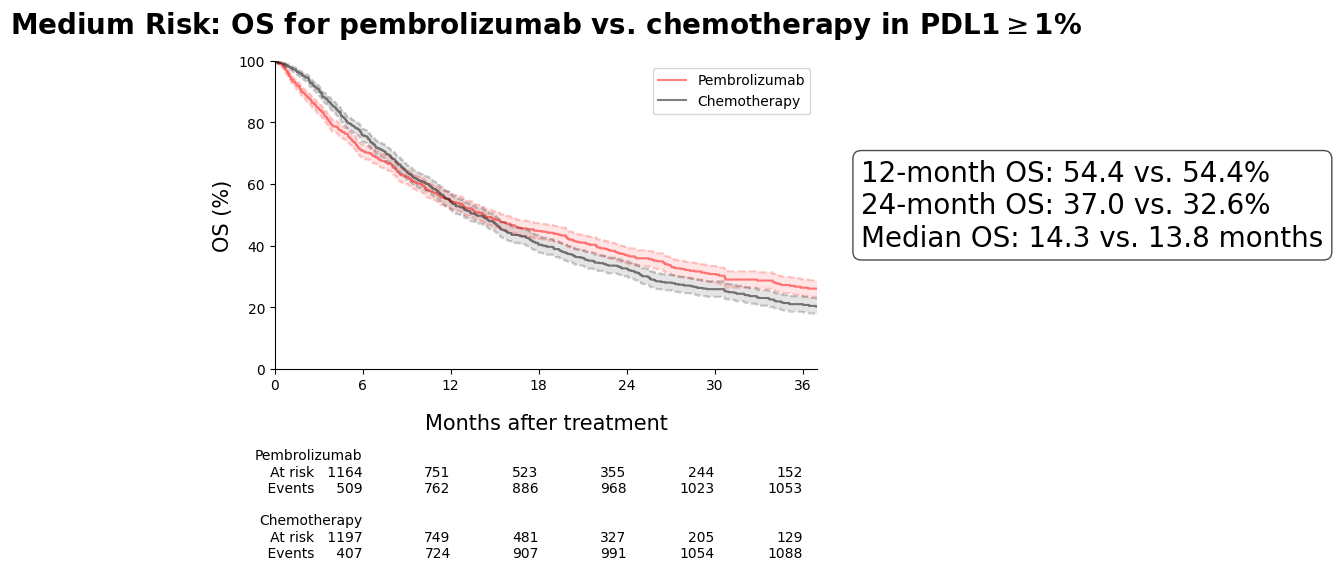 Medium Risk: OS for pembrolizumab vs. chemotherapy in PDL1 ≥ 1%
100
80
60
40
20
0
OS (%)
Pembrolizumab
Chemotherapy
0 6 12 18 24 30 36
Months after treatment
12-month OS: 54.4 vs. 54.4%
24-month OS: 37.0 vs. 32.6%
Median OS: 14.3 vs. 13.8 months
Pembrolizumab
At risk 1164 751 523 355 244 152
Events 509 762 886 968 1023 1053
Chemotherapy
At risk 1197 749 481 327 205 129
Events 407 724 907 991 1054 1088